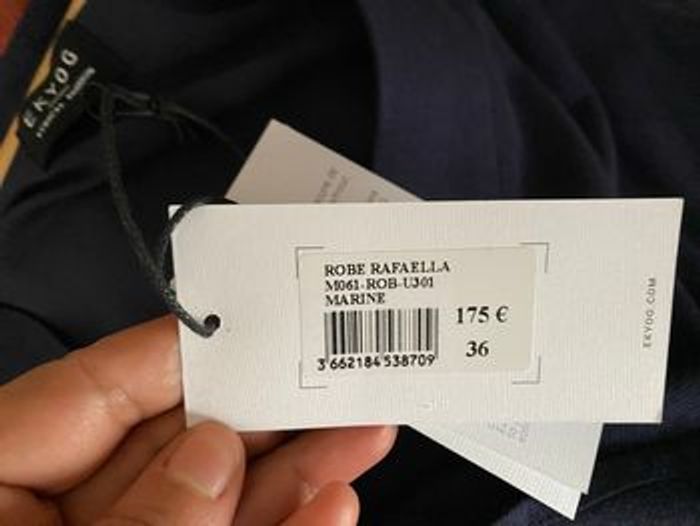 EKYOG
ROBE RAFAELLA
M061-ROB-U301
MARINE
175 €
3 662184 538709
36
EKYOG.COM